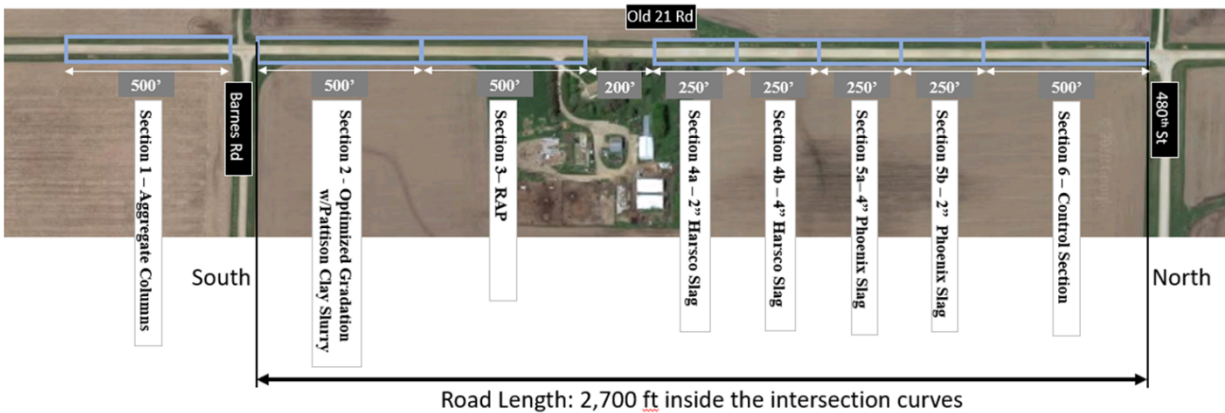 Old 21 Rd
500’
500’
500’
200’
250’
250’
250’
250’
500’
Barnes Rd
480th St
Section 1 – Aggregate Columns
Section 2 - Optimized Gradation
w/Pattison Clay Slurry
Section 3– RAP
Section 4a – 2” Harsco Slag
Section 4b – 4” Harsco Slag
Section 5a– 4” Phoenix Slag
Section 5b – 2” Phoenix Slag
Section 6 – Control Section
South
North
Road Length: 2,700 ft inside the intersection curves